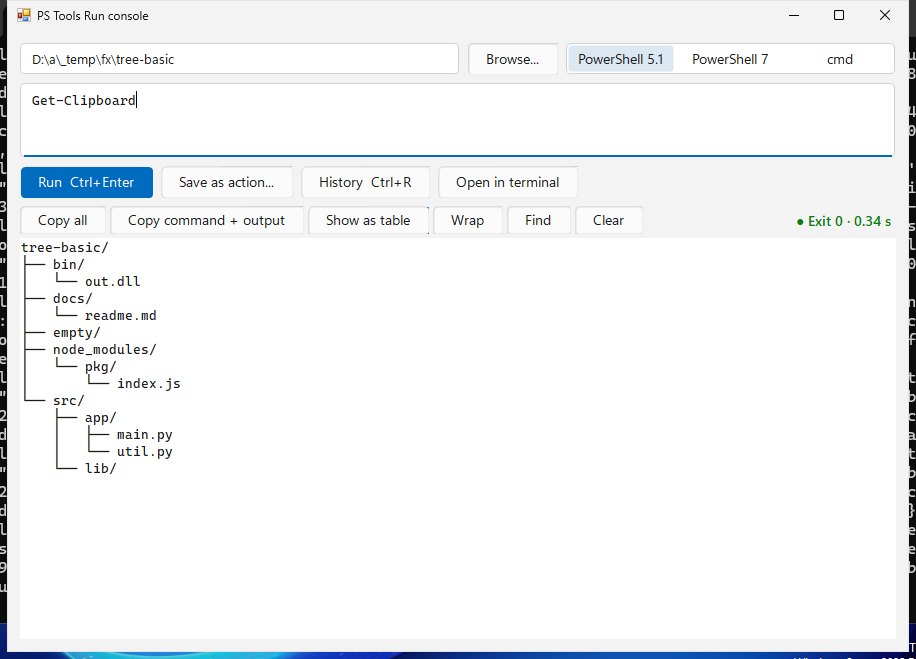 PS Tools Run console
D:\a\_temp\fx\tree-basic Browse... PowerShell 5.1 PowerShell 7 cmd
Get-Clipboard
Run Ctrl+Enter Save as action... History Ctrl+R Open in terminal
Copy all Copy command + output Show as table Wrap Find Clear ● Exit 0 · 0.34 s
tree-basic/
├── bin/
│   └── out.dll
├── docs/
│   └── readme.md
├── empty/
├── node_modules/
│   └── pkg/
│       └── index.js
└── src/
    ├── app/
    │   ├── main.py
    │   └── util.py
    └── lib/